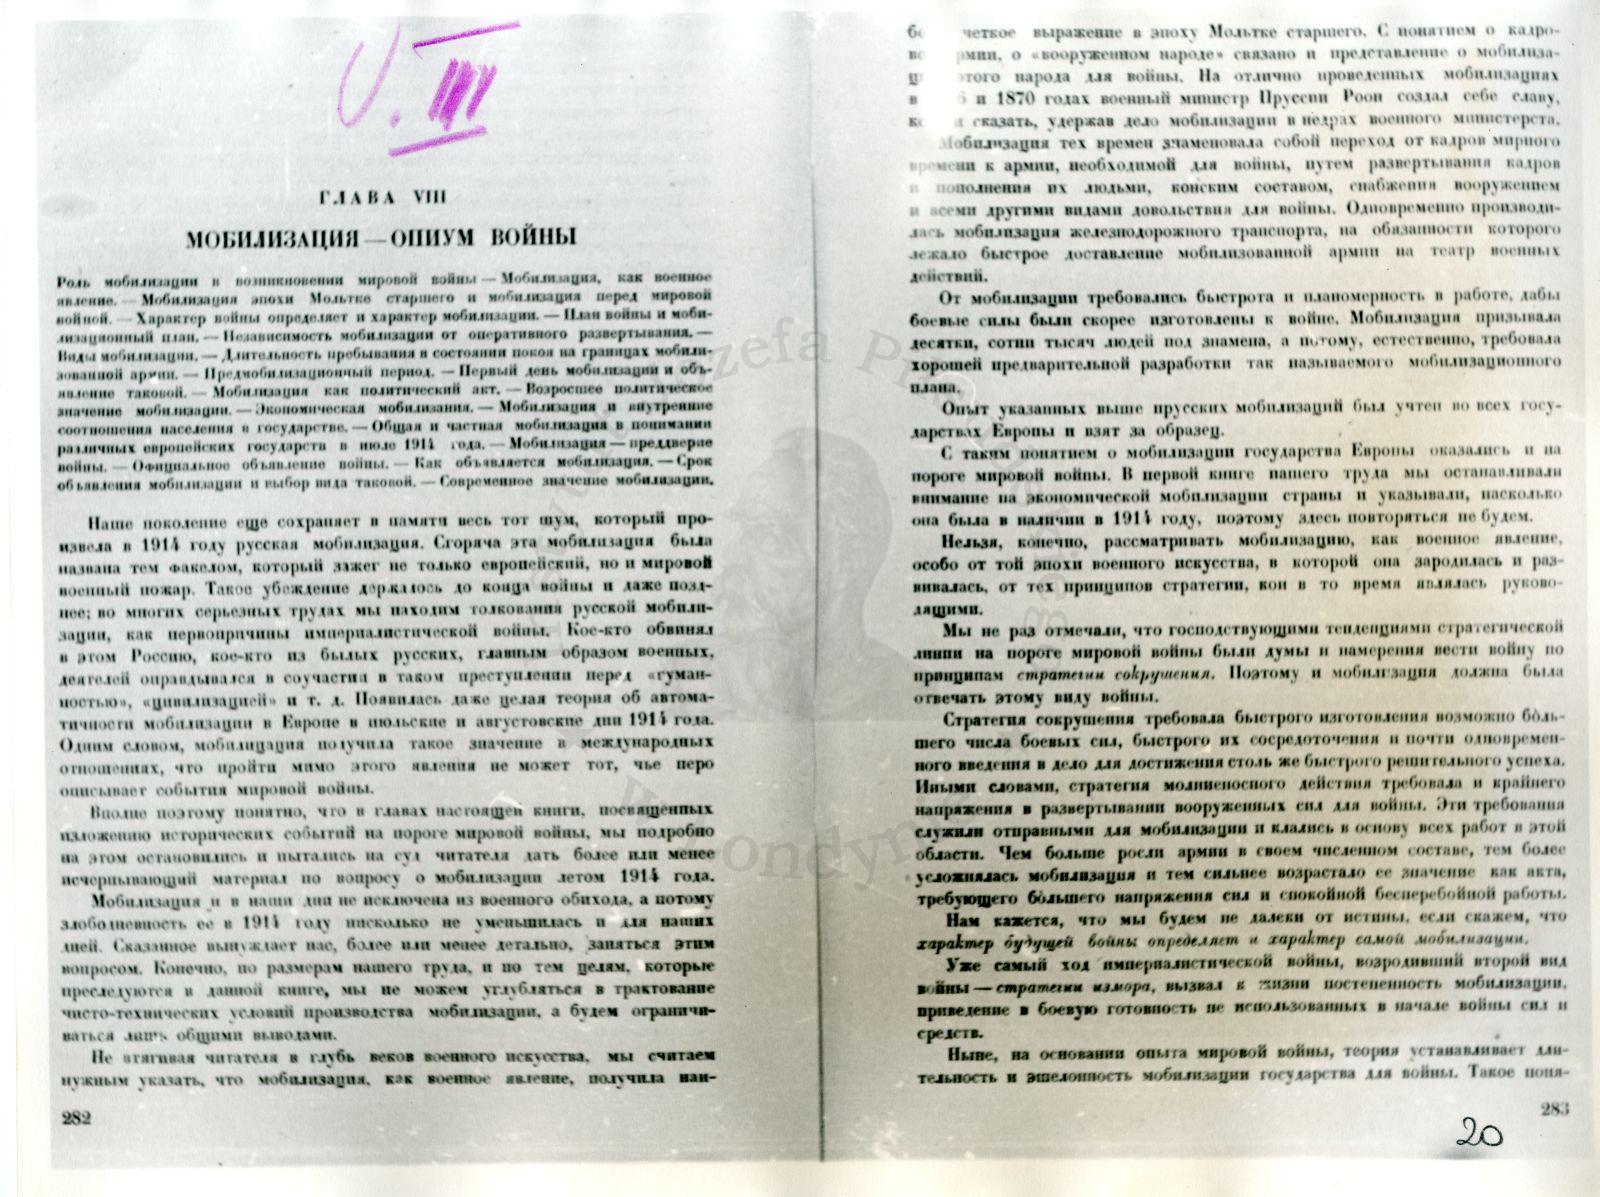 V. III
ГЛАВА VIII
МОБИЛИЗАЦИЯ — ОПИУМ ВОЙНЫ
Роль мобилизации в возникновении мировой войны — Мобилизация, как военное
явление. — Мобилизация эпохи Мольтке старшего и мобилизация перед мировой
войной. — Характер войны определяет и характер мобилизации. — План войны и моби-
лизационный план. — Независимость мобилизации от оперативного развертывания. —
Виды мобилизации. — Длительность пребывания в состоянии покоя на границах мобили-
зованной армии. — Предмобилизационный период. — Первый день мобилизации и объ-
явление таковой. — Мобилизация как политический акт. — Возросшее политическое
значение мобилизации. — Экономическая мобилизация. — Мобилизация и внутренние
соотношения населения в государстве. — Общая и частная мобилизация в понимании
различных европейских государств в июле 1914 года. — Мобилизация — преддверие
войны. — Официальное объявление войны. — Как объявляется мобилизация. — Срок
объявления мобилизации и выбор вида таковой. — Современное значение мобилизации.
Наше поколение еще сохраняет в памяти весь тот шум, который про-
извела в 1914 году русская мобилизация. Сгоряча эта мобилизация была
названа тем факелом, который зажег не только европейский, но и мировой
военный пожар. Такое убеждение держалось до конца войны и даже позд-
нее; во многих серьезных трудах мы находим толкования русской мобили-
зации, как первопричины империалистической войны. Кое-кто обвинял
в этом Россию, кое-кто из былых русских, главным образом военных,
деятелей оправдывался в соучастии в таком преступлении перед «гуман-
ностью», «цивилизацией» и т. д. Появилась даже целая теория об автома-
тичности мобилизации в Европе в июльские и августовские дни 1914 года.
Одним словом, мобилизация получила такое значение в международных
отношениях, что пройти мимо этого явления не может тот, чье перо
описывает события мировой войны.
Вполне поэтому понятно, что в главах настоящей книги, посвященных
изложению исторических событий на пороге мировой войны, мы подробно
на этом остановились и пытались на суд читателя дать более или менее
исчерпывающий материал по вопросу о мобилизации летом 1914 года.
Мобилизация и в наши дни не исключена из военного обихода, а потому
злободневность ее в 1914 году нисколько не уменьшилась и для наших
дней. Сказанное вынуждает нас, более или менее детально, заняться этим
вопросом. Конечно, по размерам нашего труда, и по тем целям, которые
преследуются в данной книге, мы не можем углубляться в трактование
чисто-технических условий производства мобилизации, а будем ограничи-
ваться лишь общими выводами.
Не втягивая читателя в глубь веков военного искусства, мы считаем
нужным указать, что мобилизация, как военное явление, получила наи-
282
бо четкое выражение в эпоху Мольтке старшего. С понятием о кадро-
во рмии, о «вооруженном народе» связано и представление о мобилиза-
ц этого народа для войны. На отлично проведенных мобилизациях
в 6 и 1870 годах военный министр Пруссии Роон создал себе славу,
к и сказать, удержав дело мобилизации в недрах военного министерства.
Мобилизация тех времен знаменовала собой переход от кадров мирного
времени к армии, необходимой для войны, путем развертывания кадров
и пополнения их людьми, конским составом, снабжения вооружением
и всеми другими видами довольствия для войны. Одновременно производи-
лась мобилизация железнодорожного транспорта, на обязанности которого
лежало быстрое доставление мобилизованной армии на театр военных
действий.
От мобилизации требовались быстрота и планомерность в работе, дабы
боевые силы были скорее изготовлены к войне. Мобилизация призывала
десятки, сотни тысяч людей под знамена, а потому, естественно, требовала
хорошей предварительной разработки так называемого мобилизационного
плана.
Опыт указанных выше прусских мобилизаций был учтен во всех госу-
дарствах Европы и взят за образец.
С таким понятием о мобилизации государства Европы оказались и на
пороге мировой войны. В первой книге нашего труда мы останавливали
внимание на экономической мобилизации страны и указывали, насколько
она была в наличии в 1914 году, поэтому здесь повторяться не будем.
Нельзя, конечно, рассматривать мобилизацию, как военное явление,
особо от той эпохи военного искусства, в которой она зародилась и раз-
вивалась, от тех принципов стратегии, кои в то время являлась руково-
дящими.
Мы не раз отмечали, что господствующими тенденциями стратегической
линии на пороге мировой войны были думы и намерения вести войну по
принципам стратегии сокрушения. Поэтому и мобилизация должна была
отвечать этому виду войны.
Стратегия сокрушения требовала быстрого изготовления возможно боль-
шего числа боевых сил, быстрого их сосредоточения и почти одновремен-
ного введения в дело для достижения столь же быстрого решительного успеха.
Иными словами, стратегия молниеносного действия требовала и крайнего
напряжения в развертывании вооруженных сил для войны. Эти требования
служили отправными для мобилизации и клались в основу всех работ в этой
области. Чем больше росли армии в своем численном составе, тем более
усложнялась мобилизация и тем сильнее возрастало ее значение как акта,
требующего бо́льшего напряжения сил и спокойной бесперебойной работы.
Нам кажется, что мы будем не далеки от истины, если скажем, что
характер будущей войны определяет и характер самой мобилизации.
Уже самый ход империалистической войны, возродивший второй вид
войны — стратегии измора, вызвал к жизни постепенность мобилизации,
приведение в боевую готовность не использованных в начале войны сил и
средств.
Ныне, на основании опыта мировой войны, теория устанавливает дли-
тельность и эшелонность мобилизации государства для войны. Такое поня-
283
20